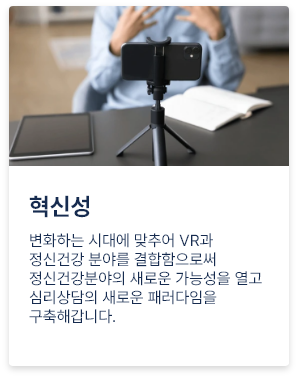 혁신성
변화하는 시대에 맞추어 VR과
정신건강 분야를 결합함으로써
정신건강분야의 새로운 가능성을 열고
심리상담의 새로운 패러다임을
구축해갑니다.